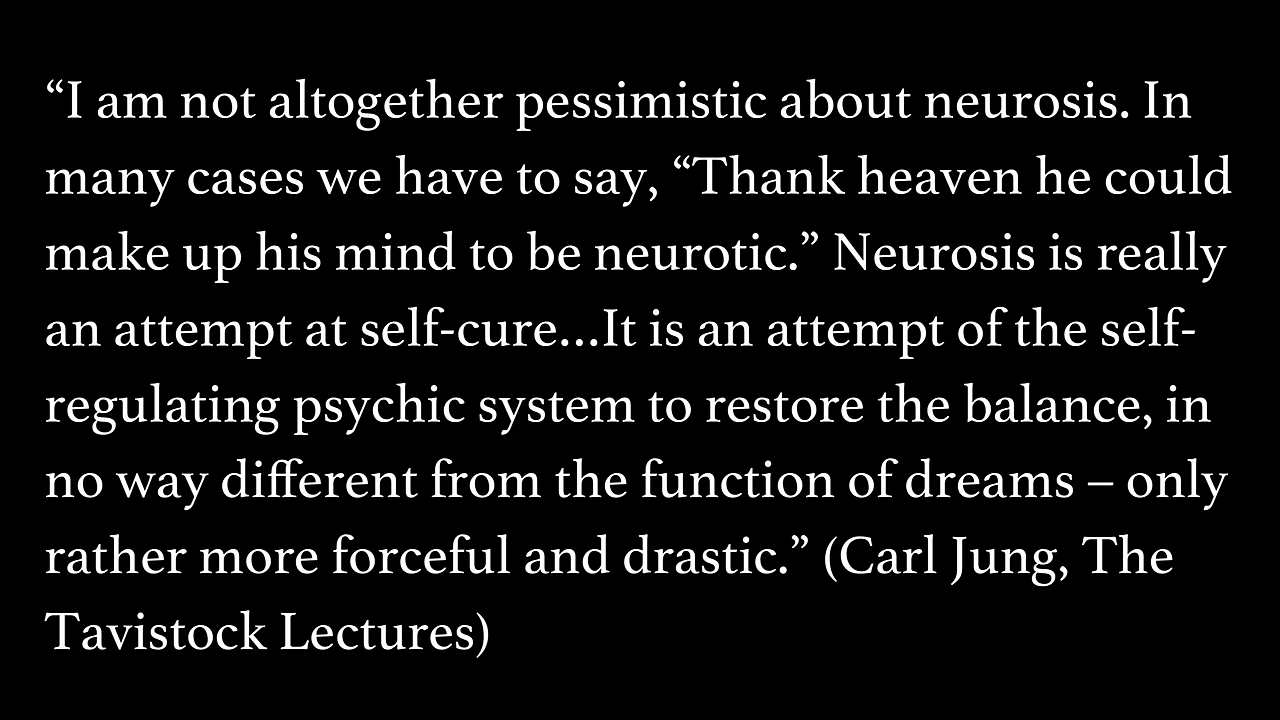 “I am not altogether pessimistic about neurosis. In
many cases we have to say, “Thank heaven he could
make up his mind to be neurotic.” Neurosis is really
an attempt at self-cure…It is an attempt of the self-
regulating psychic system to restore the balance, in
no way different from the function of dreams – only
rather more forceful and drastic.” (Carl Jung, The
Tavistock Lectures)